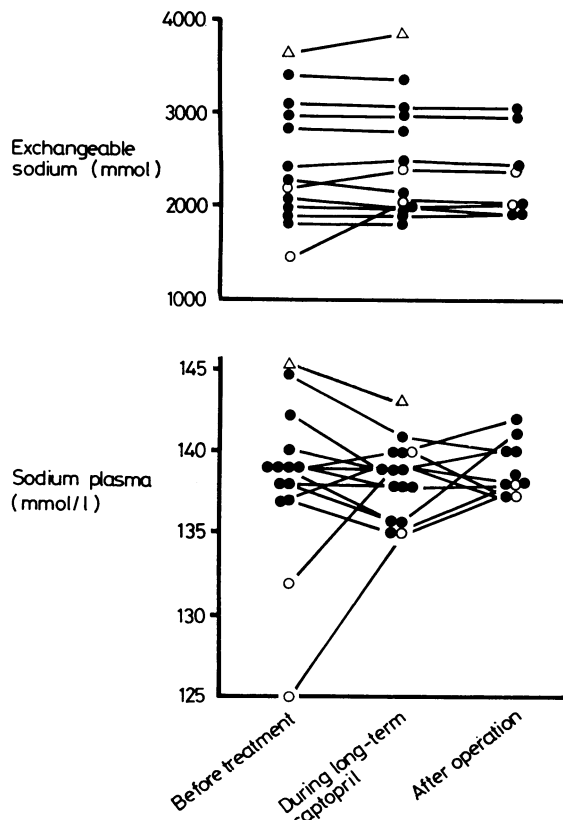 4000
3000
Exchangeable
sodium (mmol)
2000
1000
145
140
Sodium plasma
(mmol/l)
135
130
125
Before treatment
During long-term
captopril
After operation